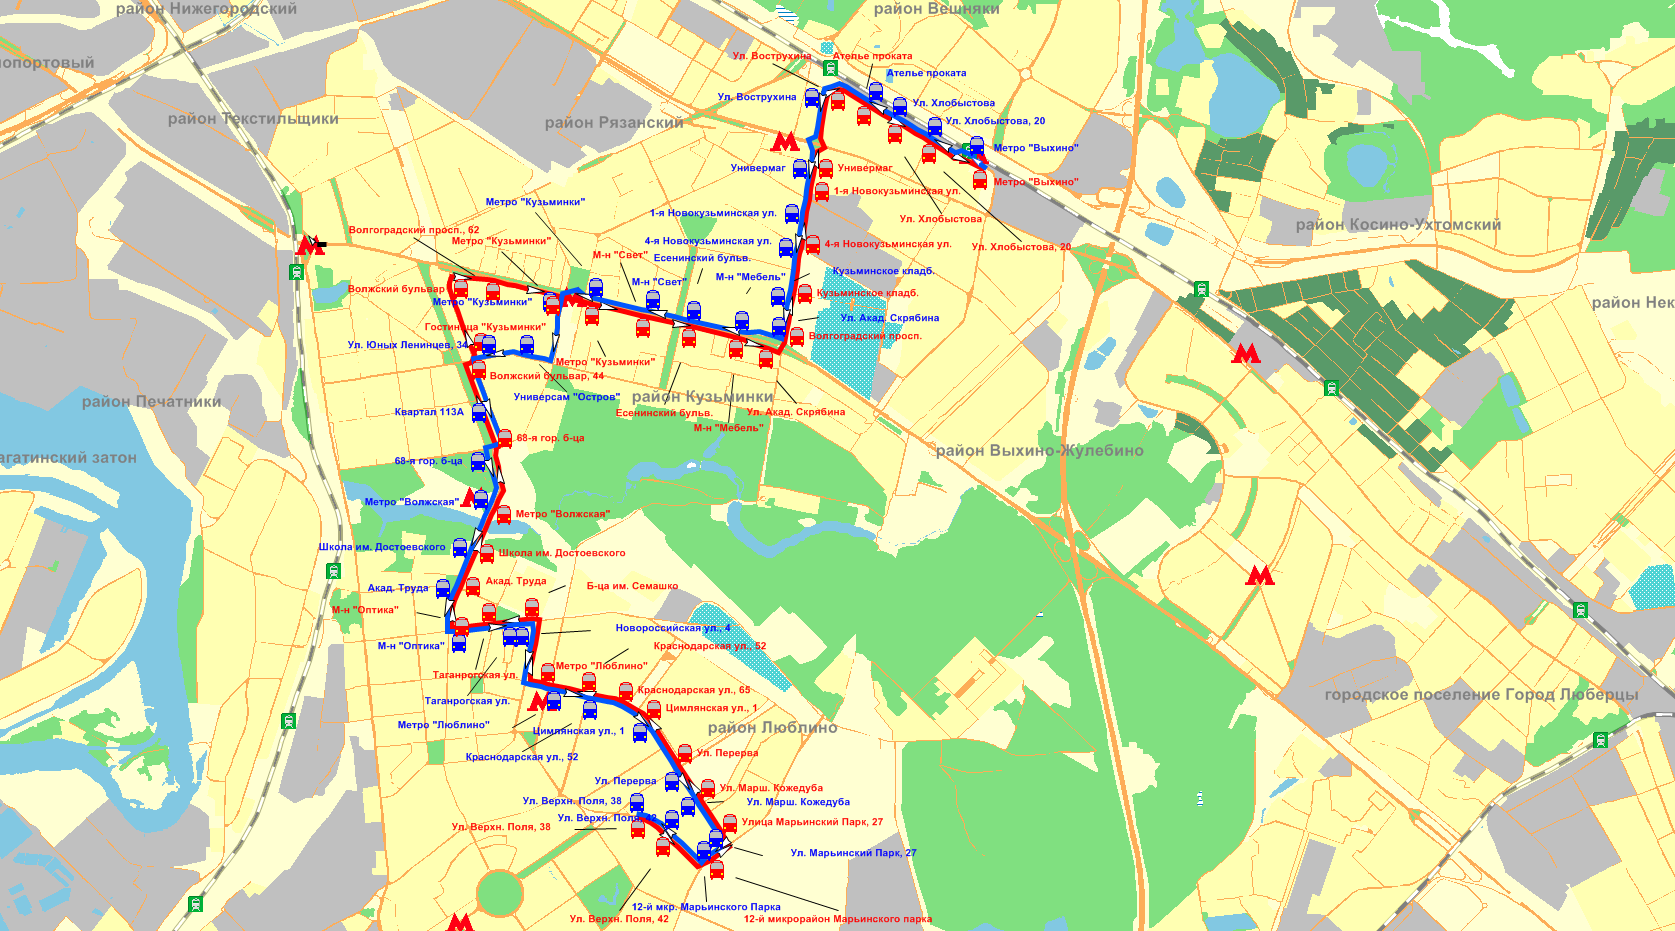 район Нижегородский
район Вешняки
нопортовый
Ул. Вострухина
Ателье проката
Ателье проката
Ул. Вострухина
Ул. Хлобыстова
район Текстильщики
район Рязанский
Ул. Хлобыстова, 20
Метро "Выхино"
Универмаг
Универмаг
Метро "Выхино"
1-я Новокузьминская ул.
Метро "Кузьминки"
1-я Новокузьминская ул.
Ул. Хлобыстова
район Косино-Ухтомский
Волгоградский просп., 62
Метро "Кузьминки"
4-я Новокузьминская ул.
4-я Новокузьминская ул.
Ул. Хлобыстова, 20
М-н "Свет"
Есенинский бульв.
М-н "Свет"
М-н "Мебель"
Кузьминское кладб.
Волжский бульвар
Кузьминское кладб.
Метро "Кузьминки"
район Нек
Ул. Акад. Скрябина
Гостиница "Кузьминки"
Волгоградский просп.
Ул. Юных Ленинцев, 34
Метро "Кузьминки"
Волжский бульвар, 44
Универсам "Остров"
район Кузьминки
район Печатники
Квартал 113А
Есенинский бульв.
Ул. Акад. Скрябина
М-н "Мебель"
68-я гор. б-ца
район Выхино-Жулебино
агатинский затон
68-я гор. б-ца
Метро "Волжская"
Метро "Волжская"
Школа им. Достоевского
Школа им. Достоевского
Акад. Труда
Акад. Труда
Б-ца им. Семашко
М-н "Оптика"
Новороссийская ул., 4
М-н "Оптика"
Краснодарская ул., 52
Метро "Люблино"
Таганрогская ул.
Краснодарская ул., 65
городское поселение Город Люберцы
Таганрогская ул.
Цимлянская ул., 1
Метро "Люблино"
Цимлянская ул., 1
район Люблино
Краснодарская ул., 52
Ул. Перерва
Ул. Перерва
Ул. Марш. Кожедуба
Ул. Верхн. Поля, 38
Ул. Марш. Кожедуба
Ул. Верхн. Поля, 42
Ул. Верхн. Поля, 38
Улица Марьинский Парк, 27
Ул. Марьинский Парк, 27
12-й мкр. Марьинского Парка
Ул. Верхн. Поля, 42
12-й микрорайон Марьинского парка